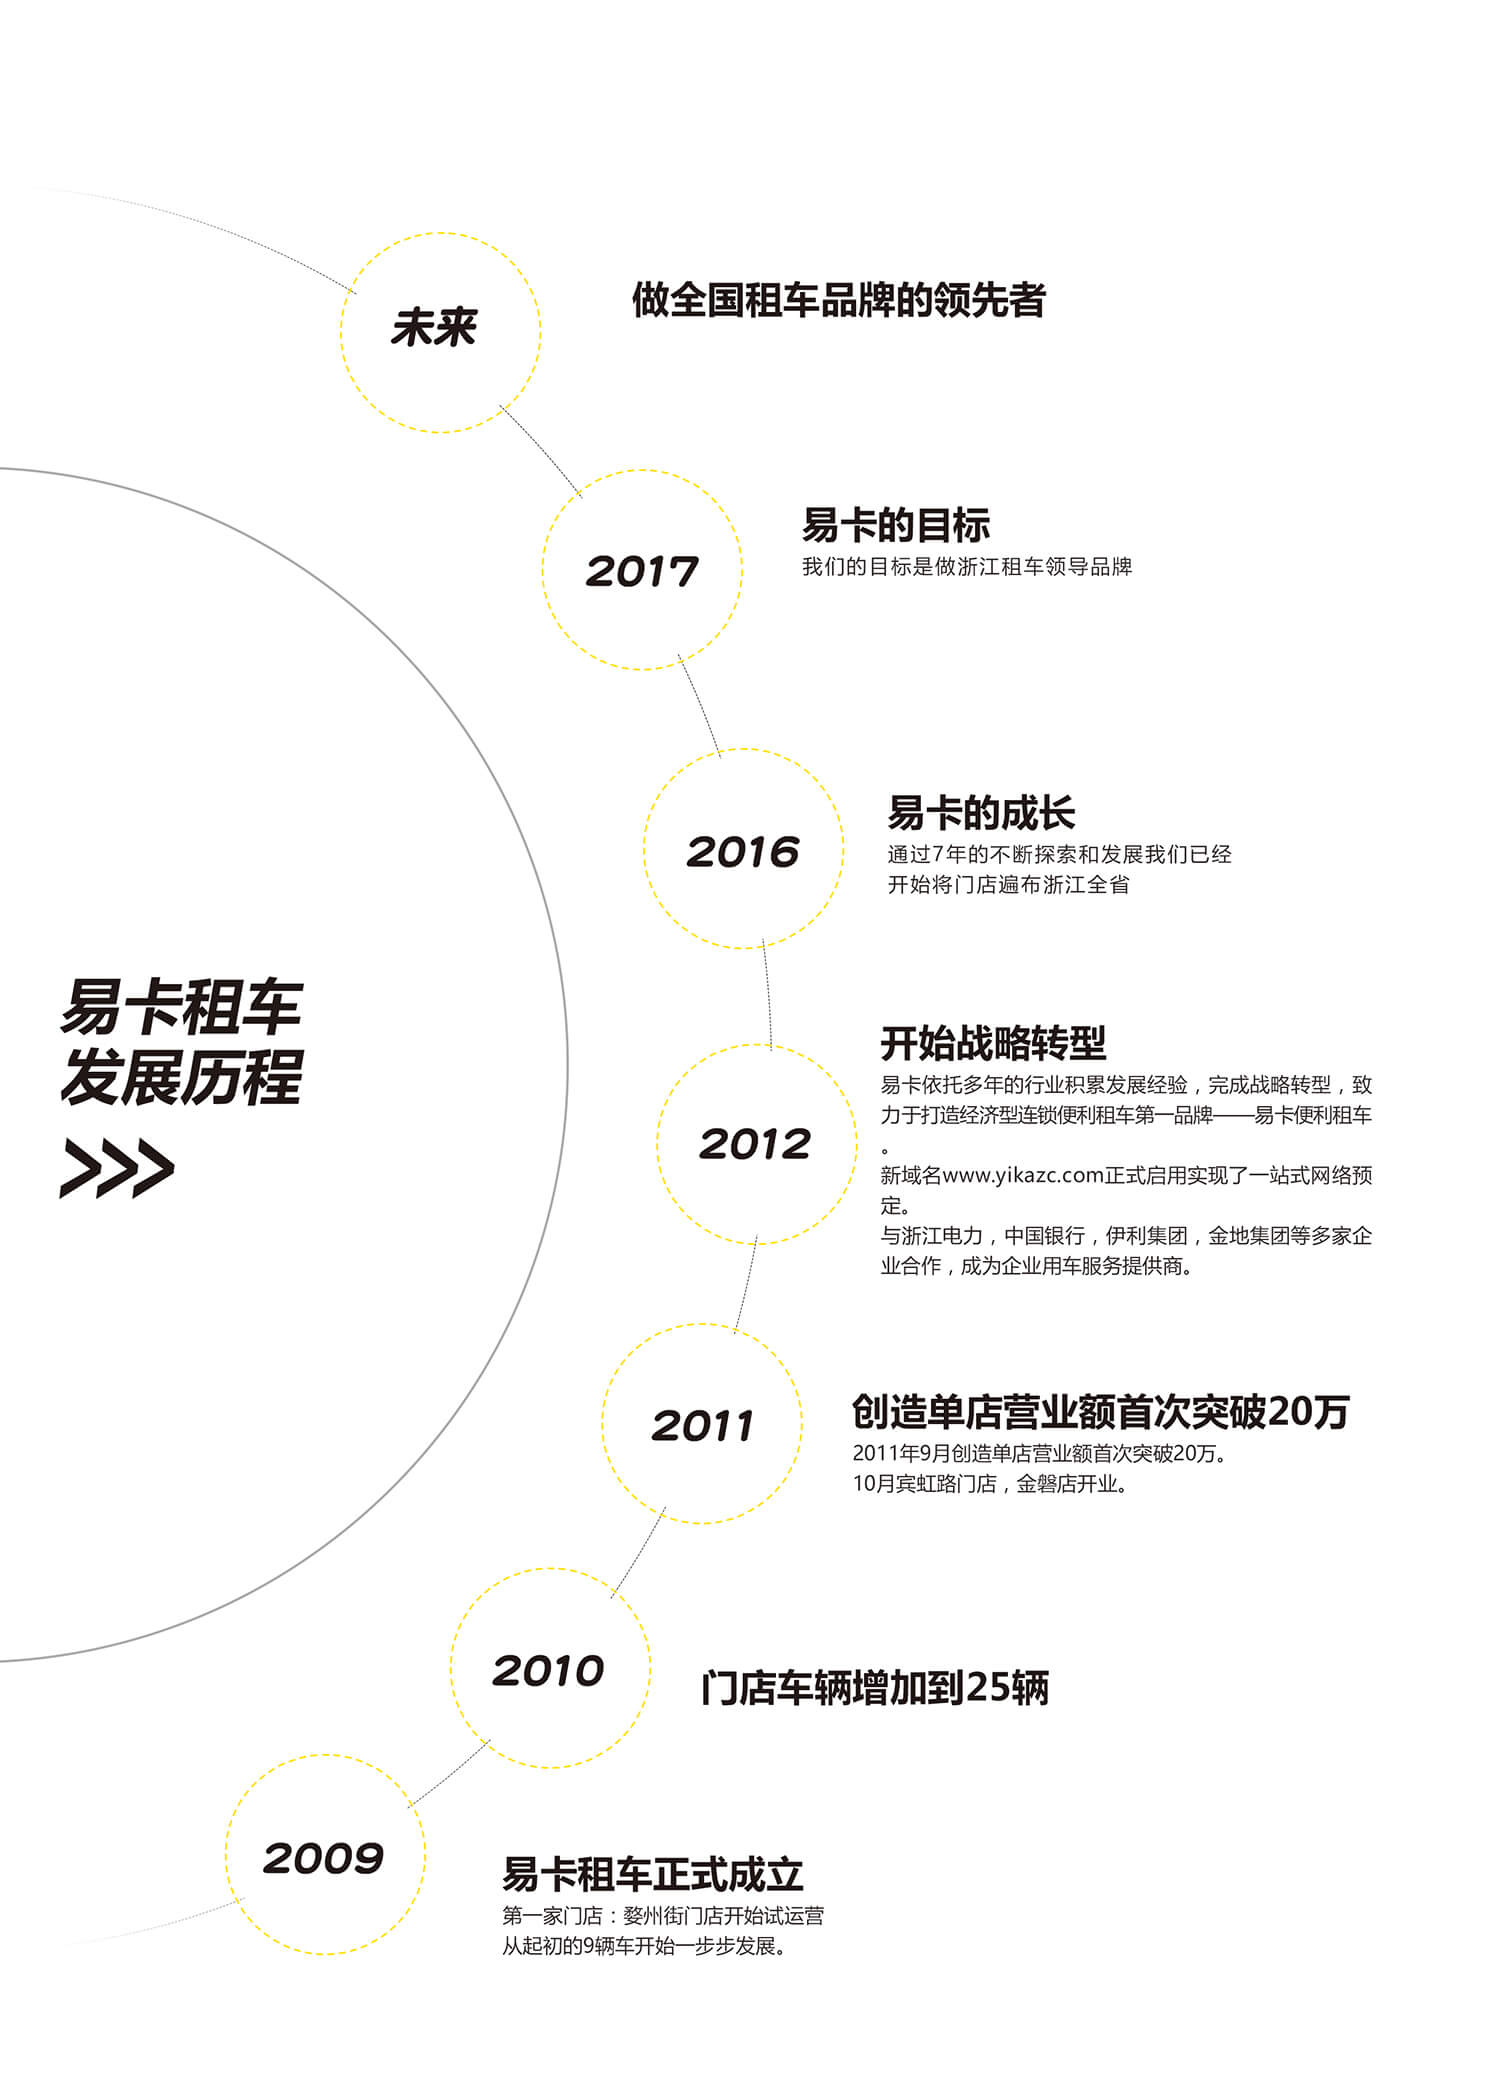 未来
做全国租车品牌的领先者
2017
易卡的目标
我们的目标是做浙江租车领导品牌
2016
易卡的成长
通过7年的不断探索和发展我们已经
开始将门店遍布浙江全省
易卡租车
发展历程
2012
开始战略转型
易卡依托多年的行业积累发展经验，完成战略转型，致
力于打造经济型连锁便利租车第一品牌——易卡便利租车
。
新域名www.yikazc.com正式启用实现了一站式网络预
定。
与浙江电力，中国银行，伊利集团，金地集团等多家企
业合作，成为企业用车服务提供商。
2011
创造单店营业额首次突破20万
2011年9月创造单店营业额首次突破20万。
10月宾虹路门店，金磐店开业。
2010
门店车辆增加到25辆
2009
易卡租车正式成立
第一家门店：婺州街门店开始试运营
从起初的9辆车开始一步步发展。